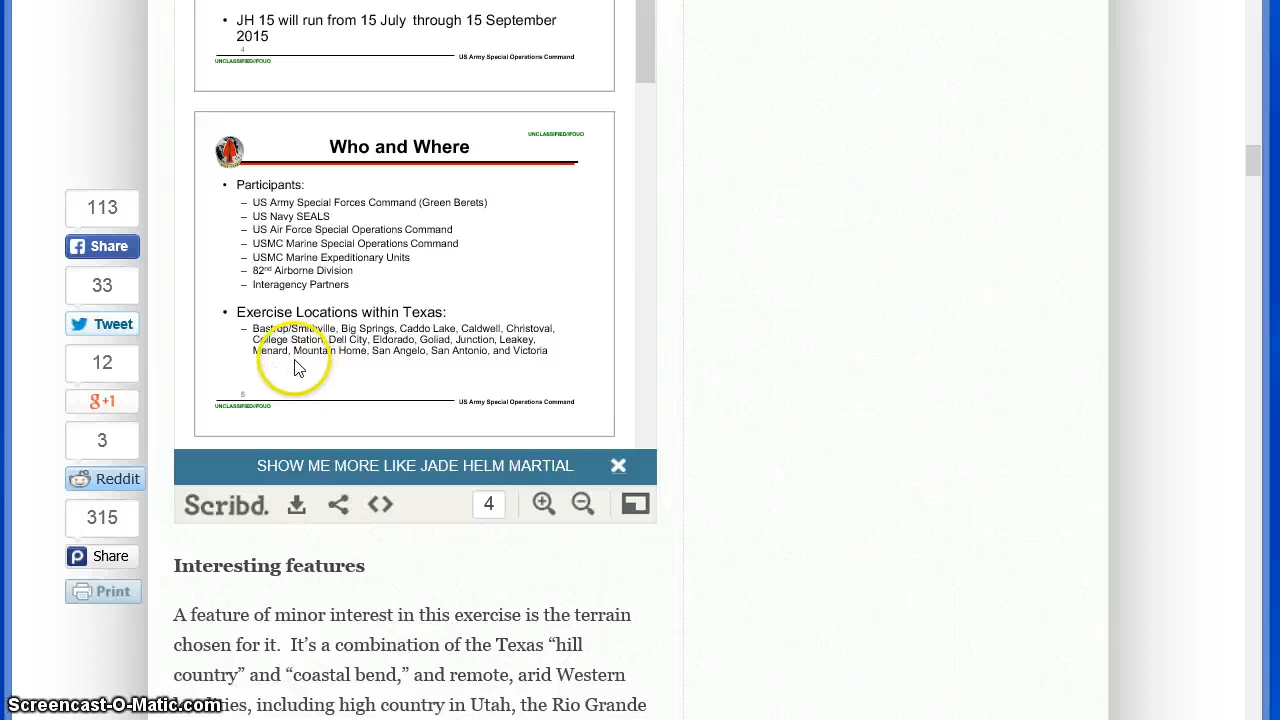 • JH 15 will run from 15 July through 15 September
2015
4
US Army Special Operations Command
UNCLASSIFIED//FOUO
UNCLASSIFIED//FOUO
Who and Where
• Participants:
– US Army Special Forces Command (Green Berets)
– US Navy SEALS
– US Air Force Special Operations Command
– USMC Marine Special Operations Command
– USMC Marine Expeditionary Units
– 82nd Airborne Division
– Interagency Partners
• Exercise Locations within Texas:
– Bastrop/Smithville, Big Springs, Caddo Lake, Caldwell, Christoval,
College Station, Dell City, Eldorado, Goliad, Junction, Leakey,
Menard, Mountain Home, San Angelo, San Antonio, and Victoria
5
US Army Special Operations Command
UNCLASSIFIED//FOUO
SHOW ME MORE LIKE JADE HELM MARTIAL
Scribd. 4
113
Share
33
Tweet
12
g+1
3
Reddit
315
Share
Print
Interesting features
A feature of minor interest in this exercise is the terrain
chosen for it. It’s a combination of the Texas “hill
country” and “coastal bend,” and remote, arid Western
including high country in Utah, the Rio Grande
Screencast-O-Matic.com